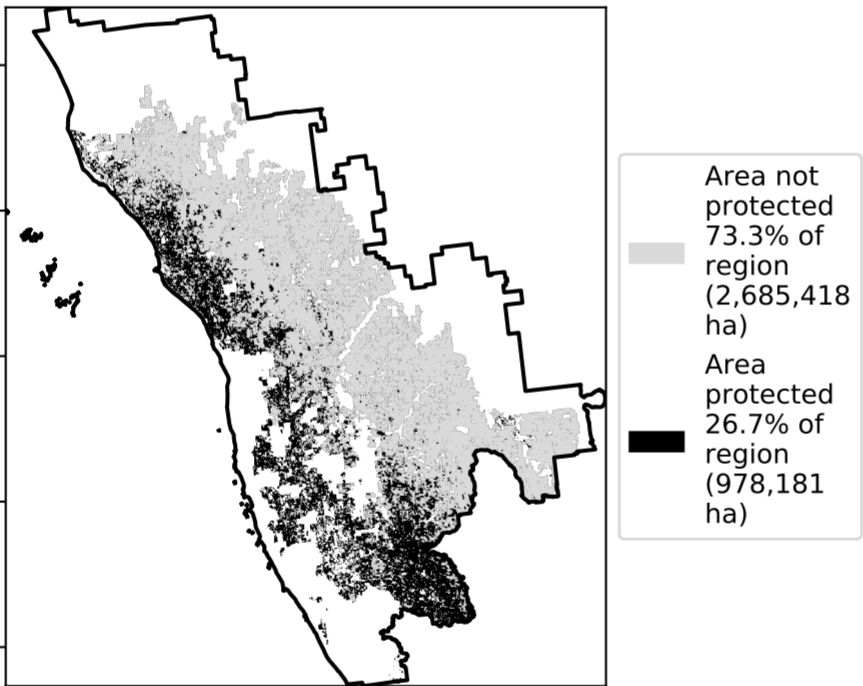 Area not
protected
73.3% of
region
(2,685,418
ha)
Area
protected
26.7% of
region
(978,181
ha)